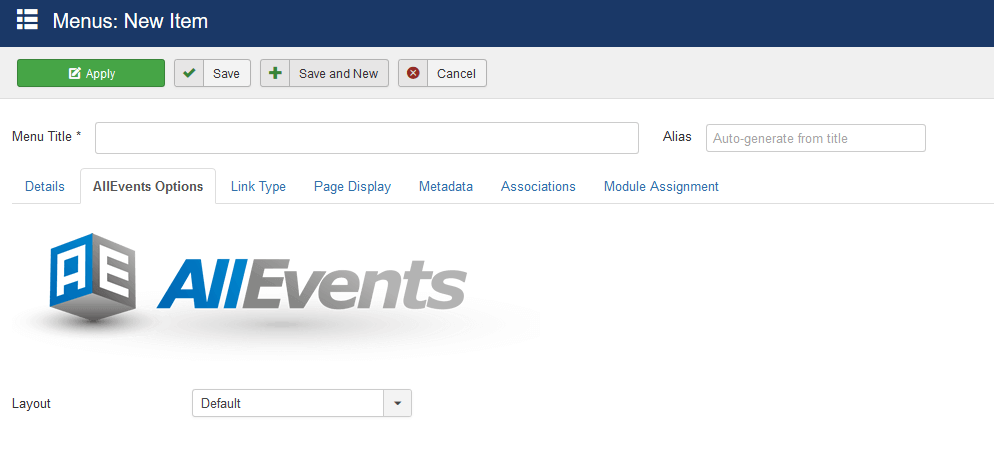 Menus: New Item
Apply Save Save and New Cancel
Menu Title * Alias Auto-generate from title
Details AllEvents Options Link Type Page Display Metadata Associations Module Assignment
AE AllEvents
Layout Default